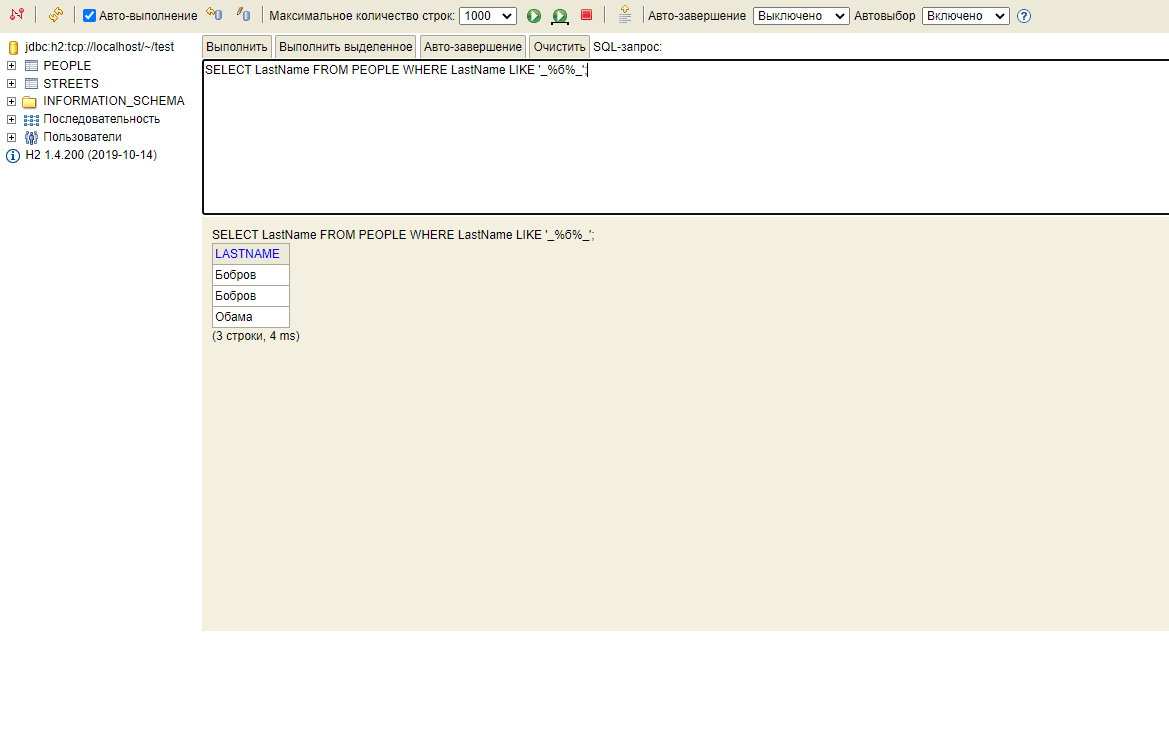 Авто-выполнение Максимальное количество строк: 1000 Авто-завершение Выключено Автовыбор Включено ?
jdbc:h2:tcp://localhost/~/test
PEOPLE
STREETS
INFORMATION_SCHEMA
Последовательность
Пользователи
H2 1.4.200 (2019-10-14)
Выполнить Выполнить выделенное Авто-завершение Очистить SQL-запрос:
SELECT LastName FROM PEOPLE WHERE LastName LIKE '_%б%_';
SELECT LastName FROM PEOPLE WHERE LastName LIKE '_%б%_';
LASTNAME
Бобров
Бобров
Обама
(3 строки, 4 ms)